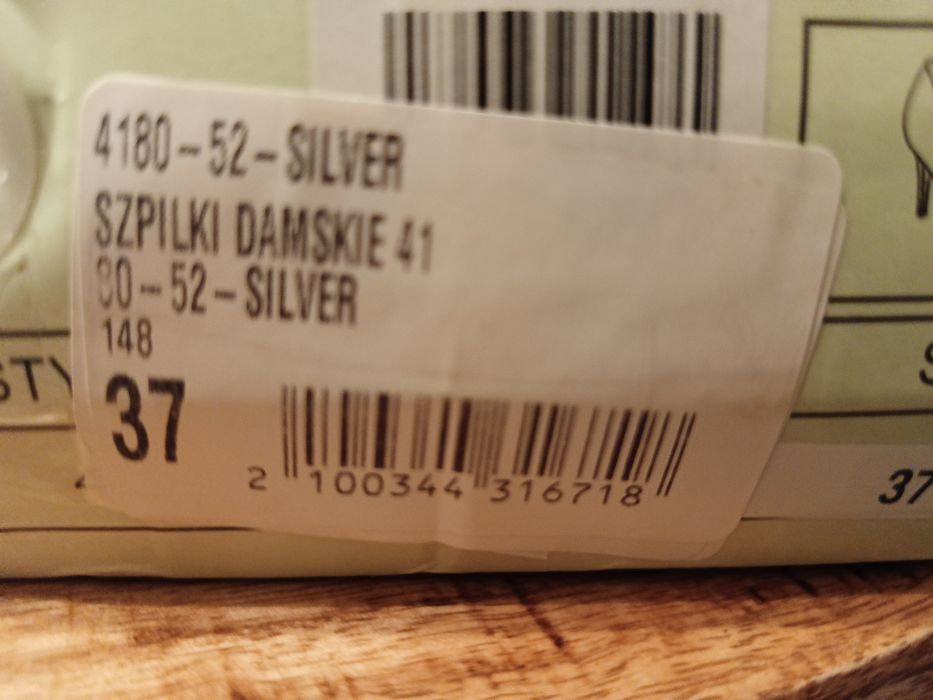 4180-52-SILVER
SZPILKI DAMSKIE 41
80-52-SILVER
148
37
2 100344 316718
37